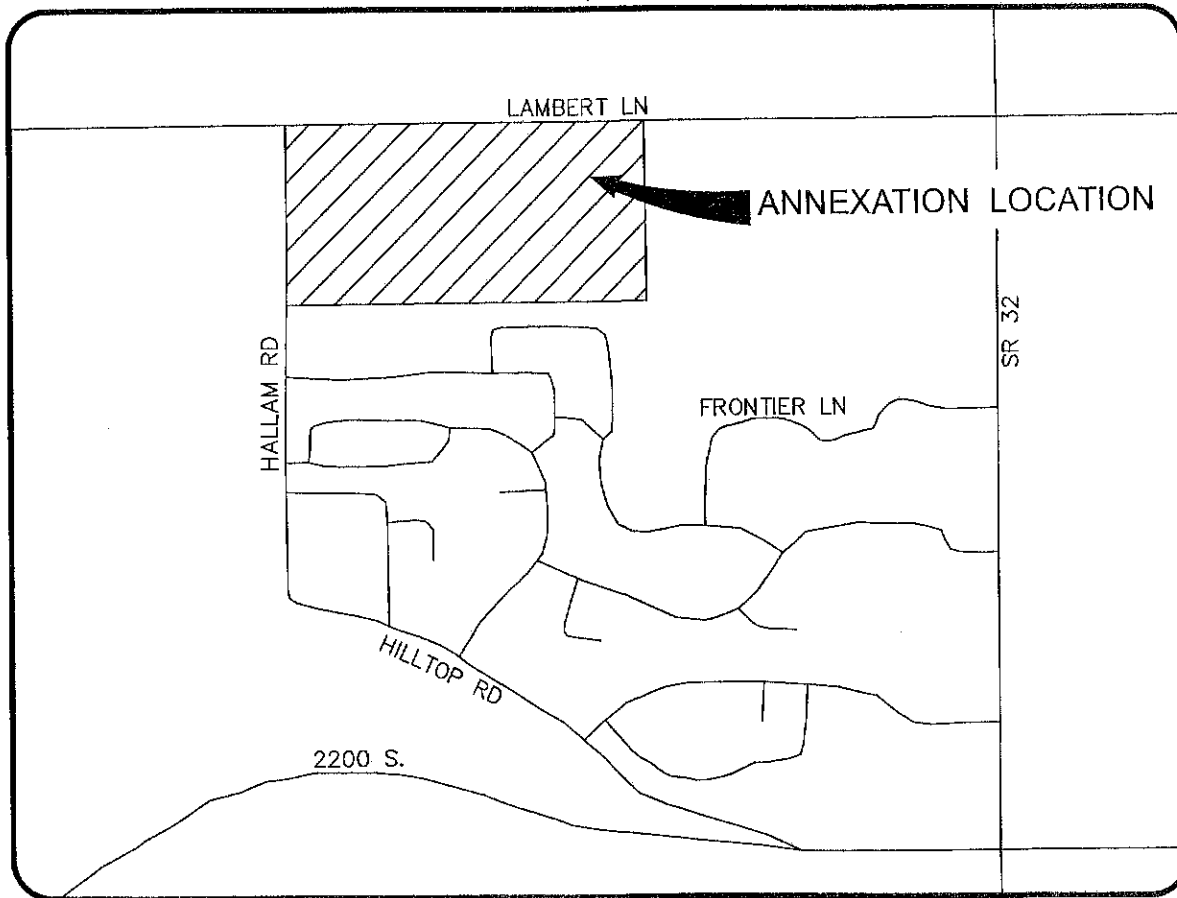 LAMBERT LN
ANNEXATION LOCATION
SR 32
HALLAM RD
FRONTIER LN
HILLTOP RD
2200 S.